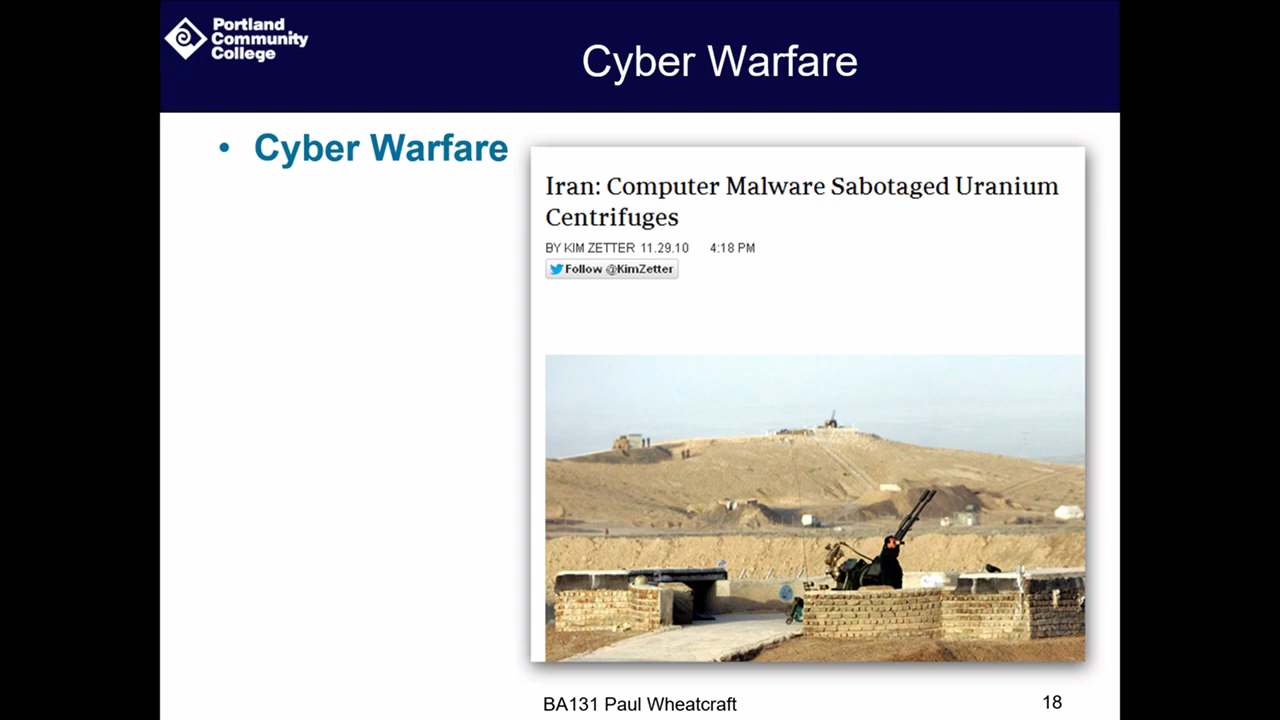 Portland
Community
College
Cyber Warfare
• Cyber Warfare
Iran: Computer Malware Sabotaged Uranium
Centrifuges
BY KIM ZETTER 11.29.10 4:18 PM
Follow @KimZetter
BA131 Paul Wheatcraft
18